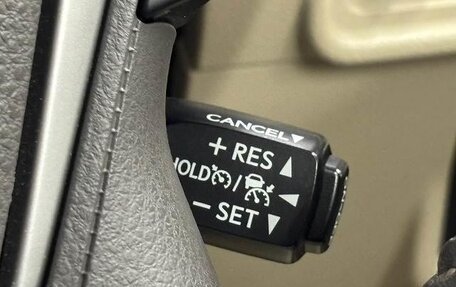 CANCEL▼
+ RES ▲
HOLD / ◀
− SET ▼